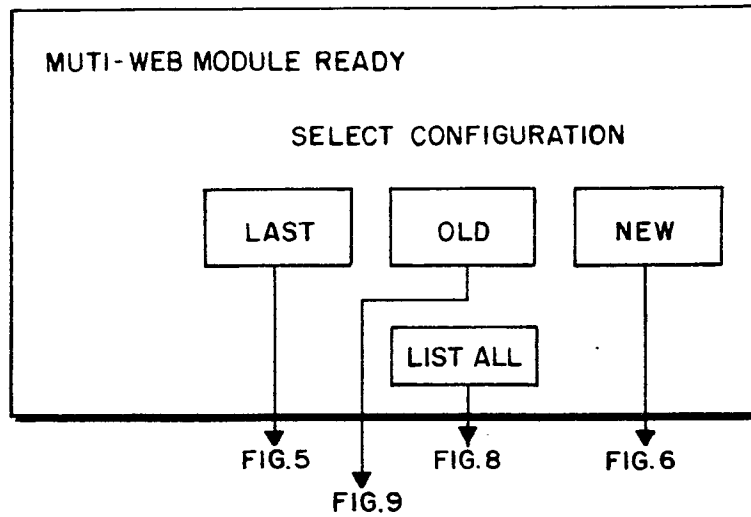 MUTI-WEB MODULE READY
SELECT CONFIGURATION
LAST OLD NEW
LIST ALL
FIG.5 FIG.8 FIG.6
FIG.9